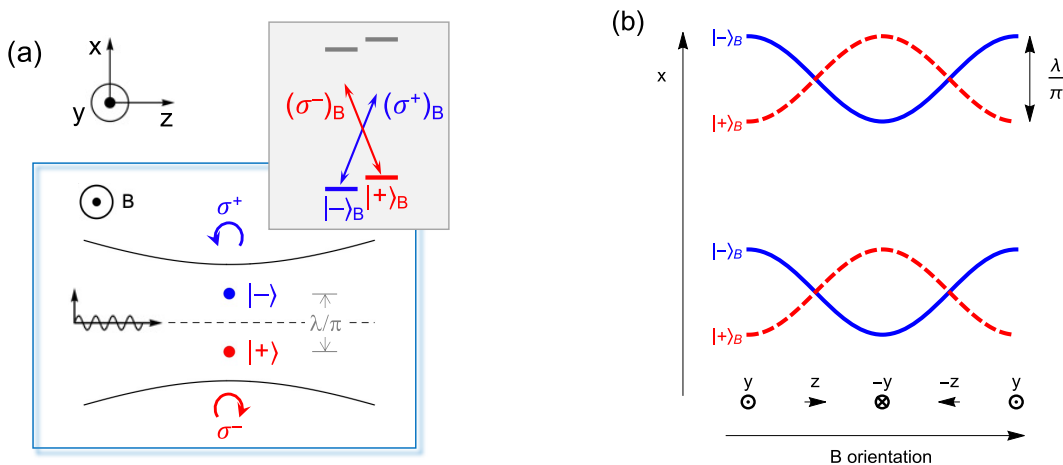 (a)
x
y
z
B
σ⁺
|−⟩
λ/π
|+⟩
σ⁻
(σ⁻)B
(σ⁺)B
|−⟩B
|+⟩B
(b)
x
|−⟩B
|+⟩B
λ
π
|−⟩B
|+⟩B
y z −y −z y
B orientation